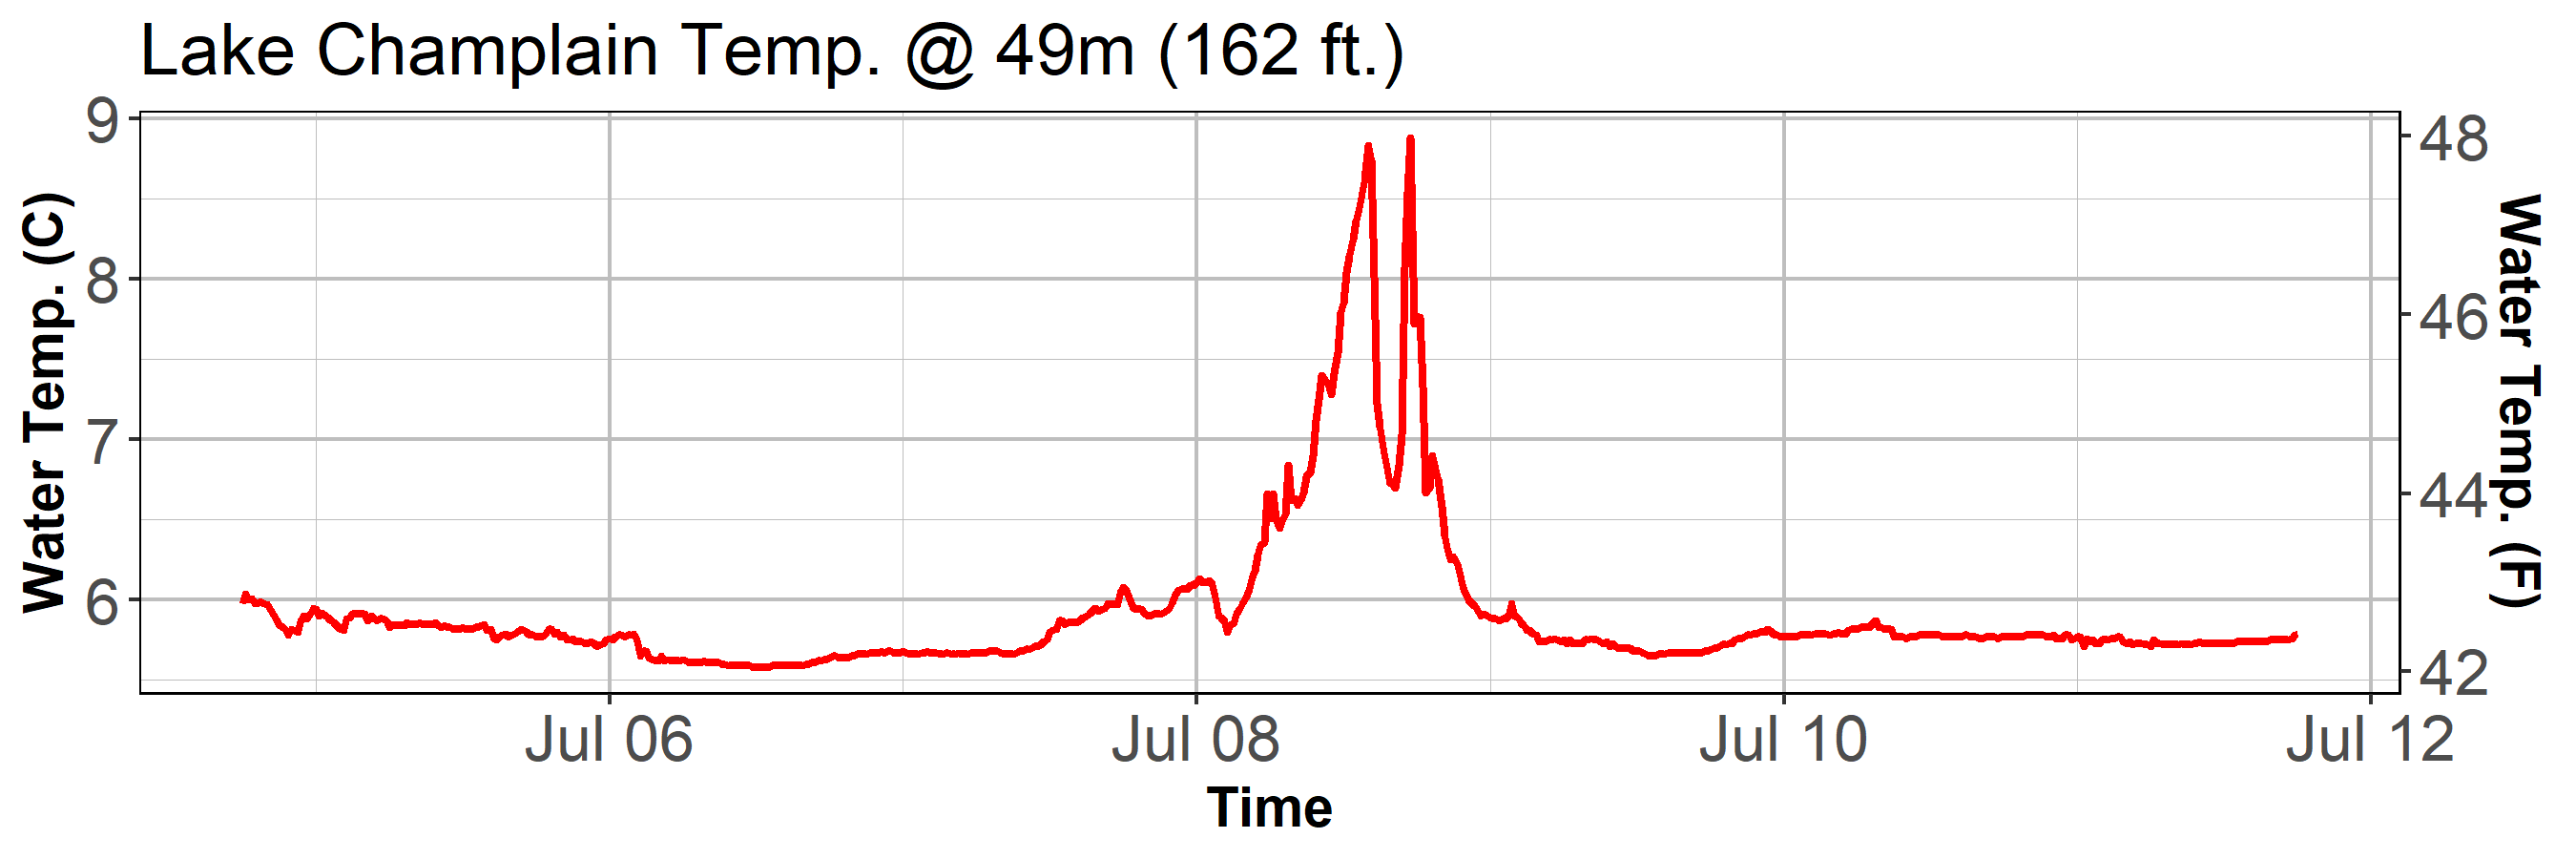 Lake Champlain Temp. @ 49m (162 ft.)
Water Temp. (C)
9
8
7
6
48
46
44
42
Water Temp. (F)
Jul 06
Jul 08
Jul 10
Jul 12
Time